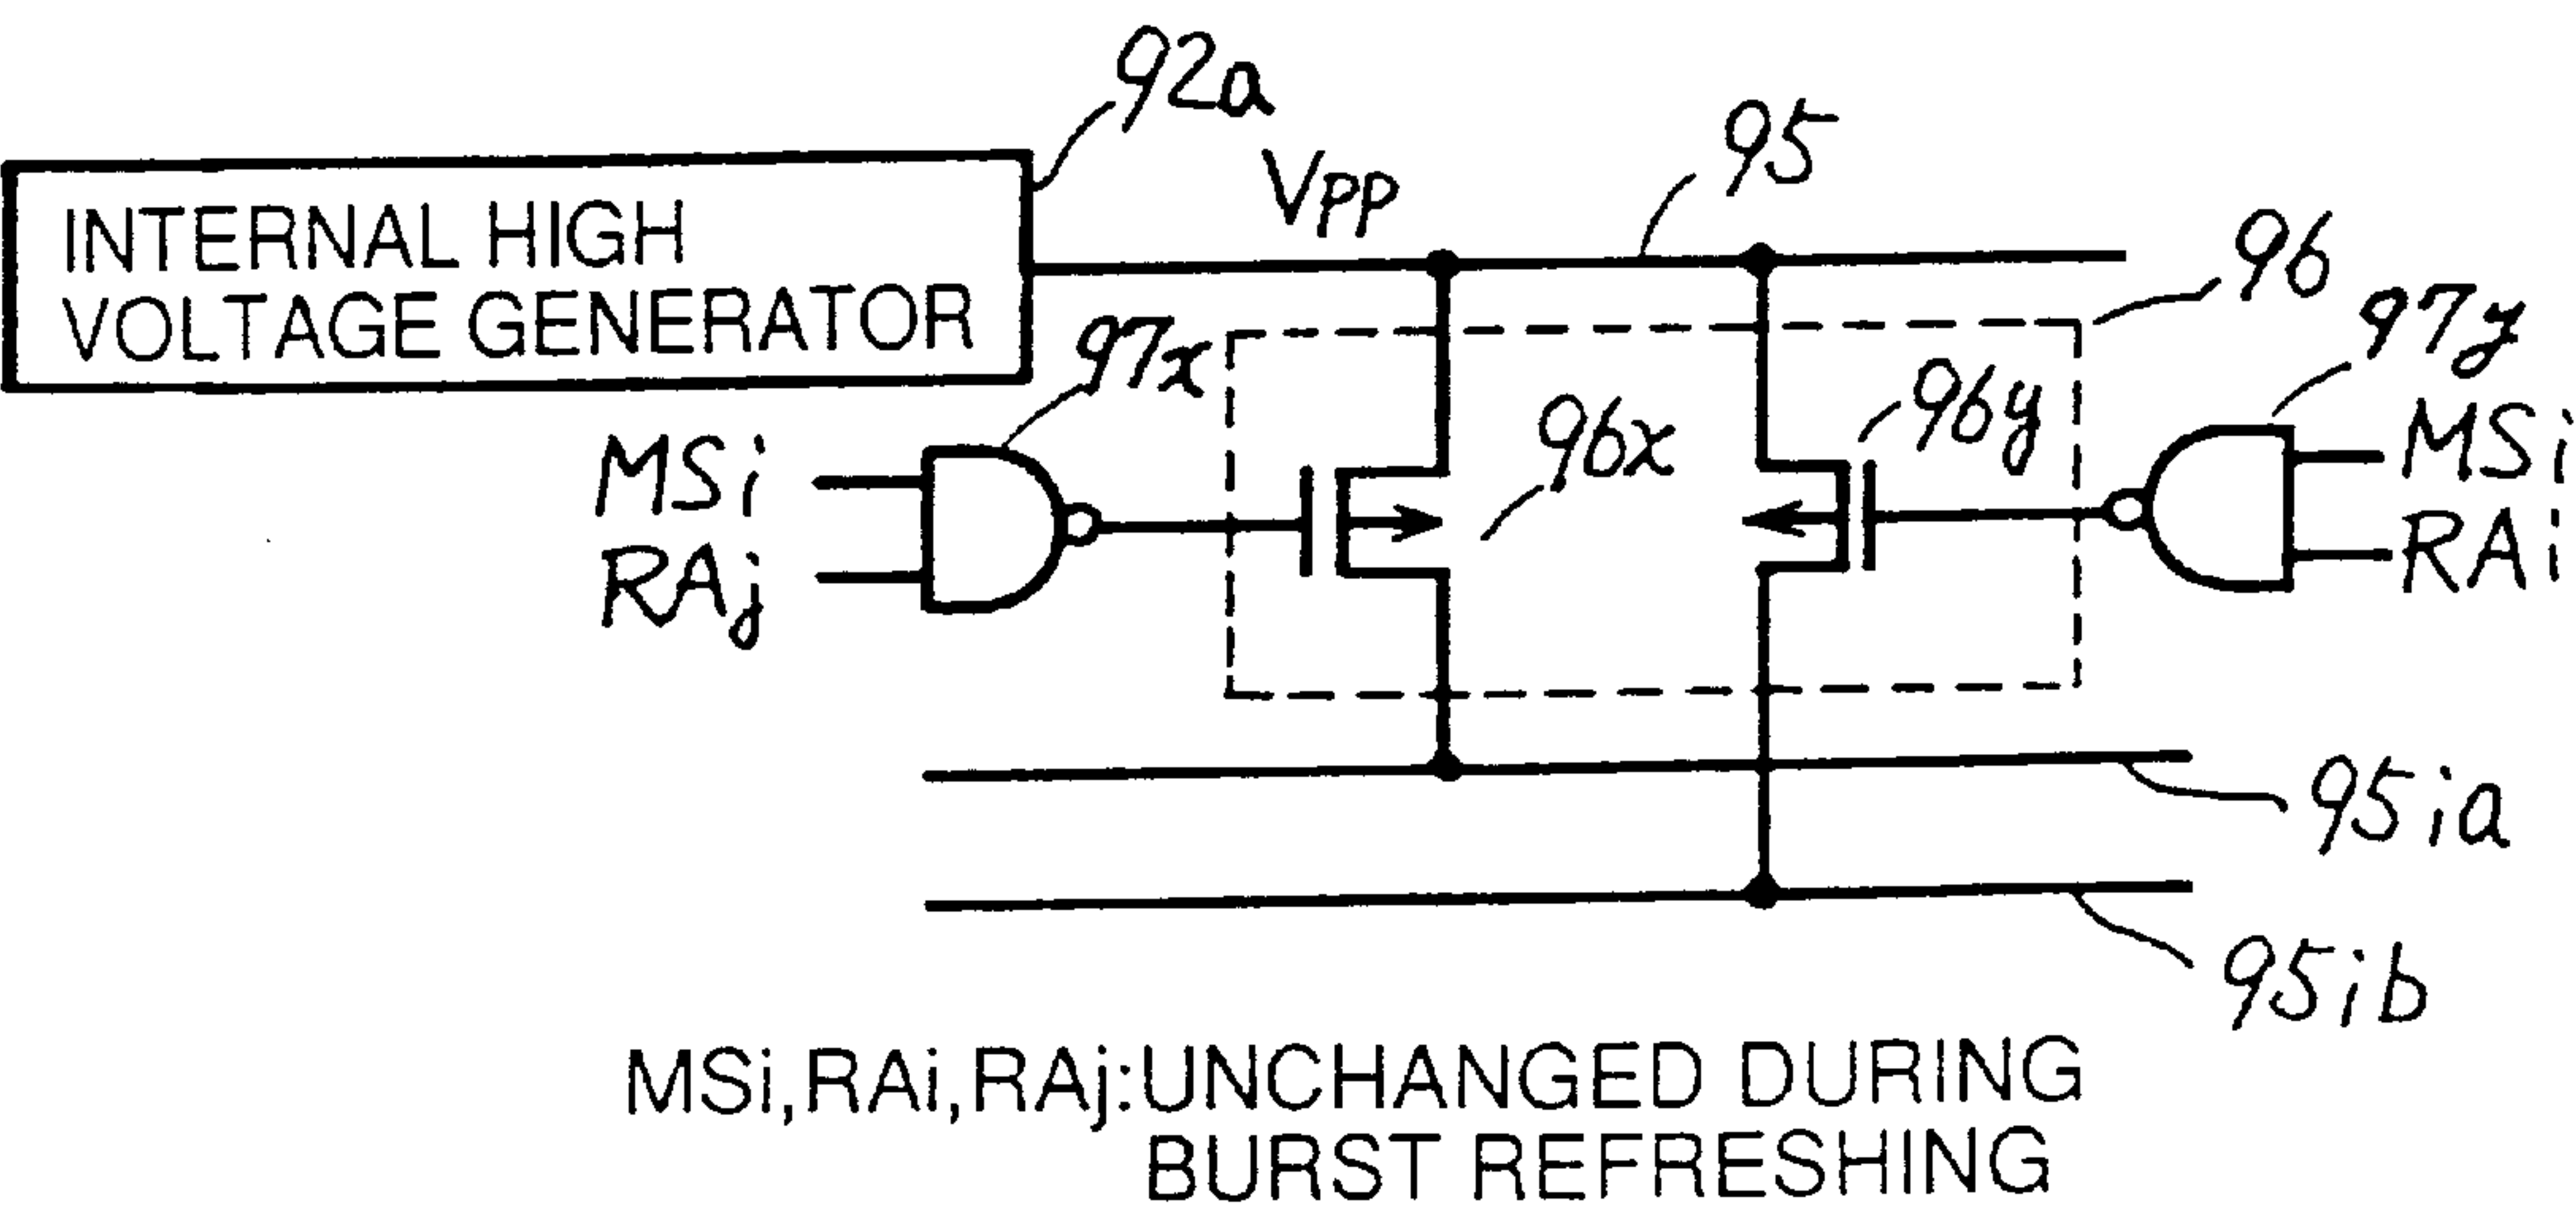 92a
95
VPP
96
INTERNAL HIGH
VOLTAGE GENERATOR
97x
97y
96x
96y
MSi
RAj
MSi
RAi
95ia
95ib
MSi,RAi,RAj:UNCHANGED DURING
BURST REFRESHING